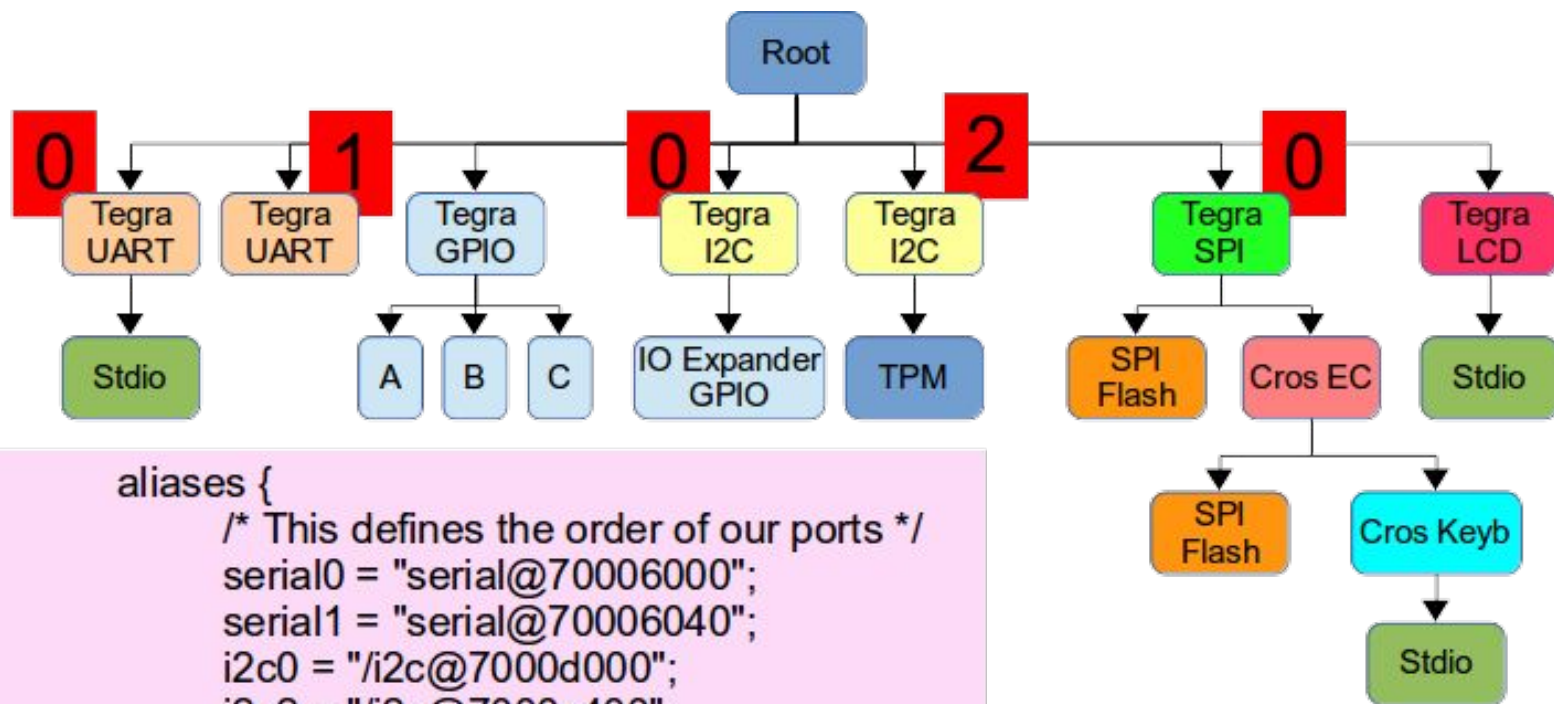 Root
0
1
0
2
0
Tegra
UART
Tegra
UART
Tegra
GPIO
Tegra
I2C
Tegra
I2C
Tegra
SPI
Tegra
LCD
Stdio
A
B
C
IO Expander
GPIO
TPM
SPI
Flash
Cros EC
Stdio
SPI
Flash
Cros Keyb
Stdio
aliases {
/* This defines the order of our ports */
serial0 = "serial@70006000";
serial1 = "serial@70006040";
i2c0 = "/i2c@7000d000";